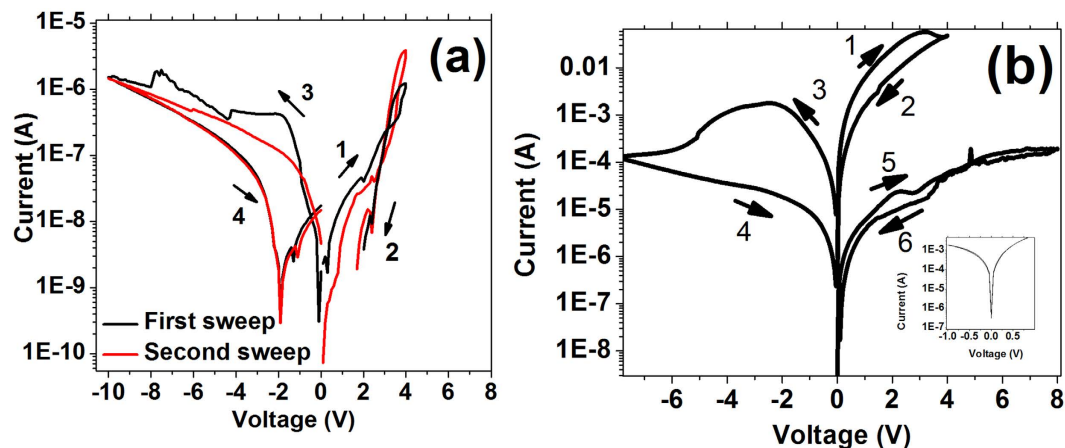 (a)
Current (A)
1E-5
1E-6
1E-7
1E-8
1E-9
1E-10
3
1
4
2
First sweep
Second sweep
-10 -8 -6 -4 -2 0 2 4 6 8
Voltage (V)
(b)
Current (A)
0.01
1E-3
1E-4
1E-5
1E-6
1E-7
1E-8
1
2
3
5
4
6
-6 -4 -2 0 2 4 6 8
Voltage (V)
Current (A)
1E-3
1E-4
1E-5
1E-6
1E-7
-1.0 -0.5 0.0 0.5
Voltage (V)